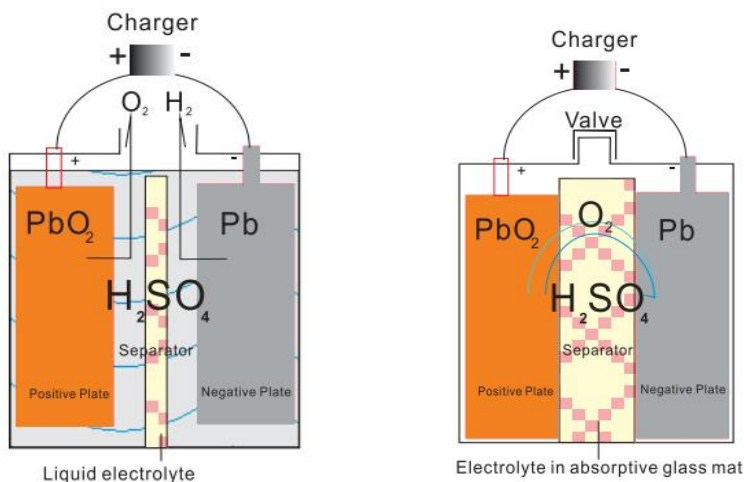 Charger
+ -
O₂ H₂
+ -
PbO₂ Pb
H₂SO₄
Separator
Positive Plate Negative Plate
Liquid electrolyte
Charger
+ -
Valve
+ -
O₂
PbO₂ Pb
H₂SO₄
Separator
Positive Plate Negative Plate
Electrolyte in absorptive glass mat